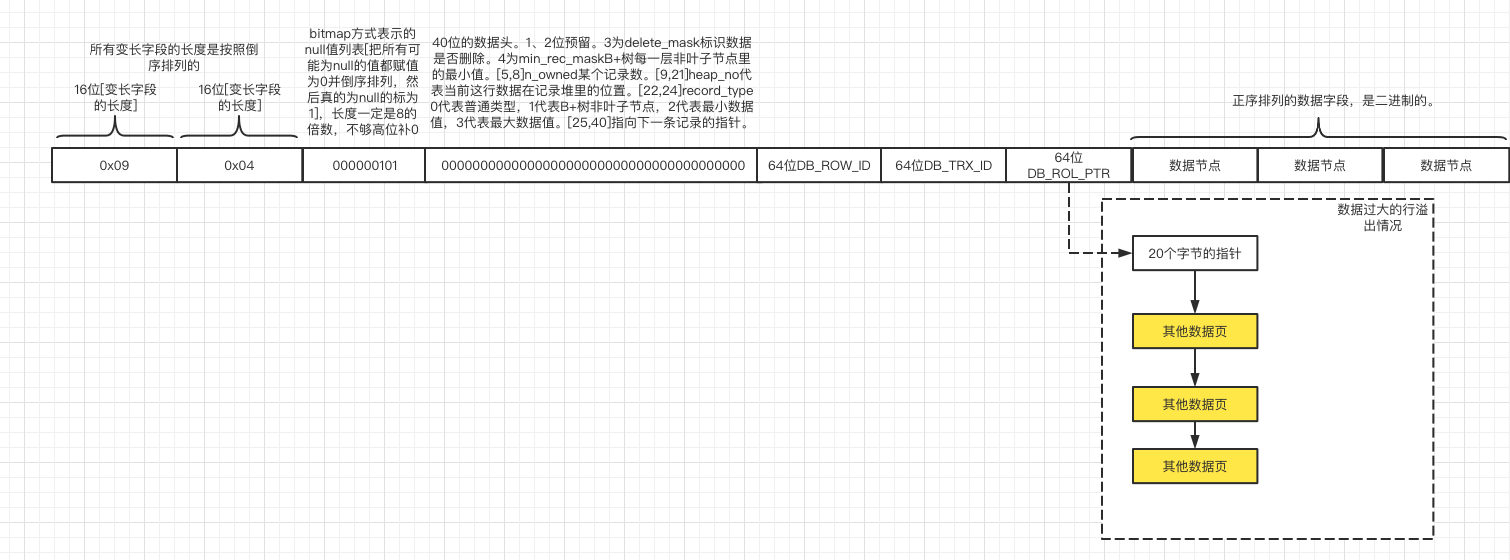 所有变长字段的长度是按照倒
序排列的
16位[变长字段
的长度]
16位[变长字段
的长度]
bitmap方式表示的
null值列表[把所有可
能为null的值都赋值
为0并倒序排列，然
后真的为null的标为
1]，长度一定是8的
倍数，不够高位补0
40位的数据头。1、2位预留。3为delete_mask标识数据
是否删除。4为min_rec_maskB+树每一层非叶子节点里
的最小值。[5,8]n_owned某个记录数。[9,21]heap_no代
表当前这行数据在记录堆里的位置。[22,24]record_type
0代表普通类型，1代表B+树非叶子节点，2代表最小数据
值，3代表最大数据值。[25,40]指向下一条记录的指针。
正序排列的数据字段，是二进制的。
0x09
0x04
000000101
0000000000000000000000000000000000000000
64位DB_ROW_ID
64位DB_TRX_ID
64位
DB_ROL_PTR
数据节点
数据节点
数据节点
数据过大的行溢
出情况
20个字节的指针
其他数据页
其他数据页
其他数据页